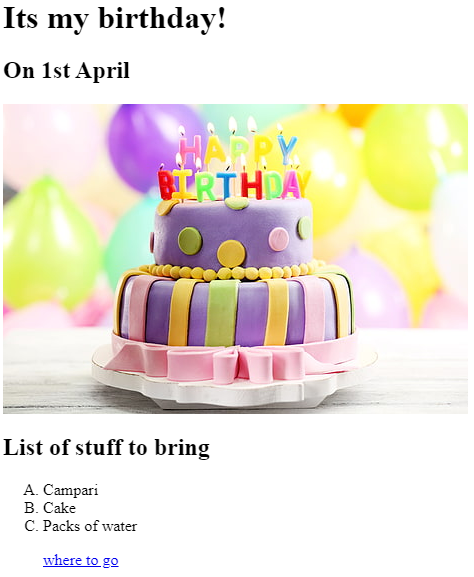 Its my birthday!
On 1st April
HAPPY
BIRTHDAY
List of stuff to bring
A. Campari
B. Cake
C. Packs of water
where to go